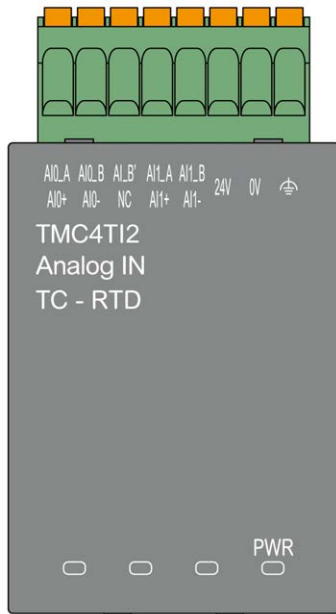 AI0_A AI0_B AI_B' AI1_A AI1_B 24V 0V
AI0+ AI0- NC AI1+ AI1-
TMC4TI2
Analog IN
TC - RTD
PWR